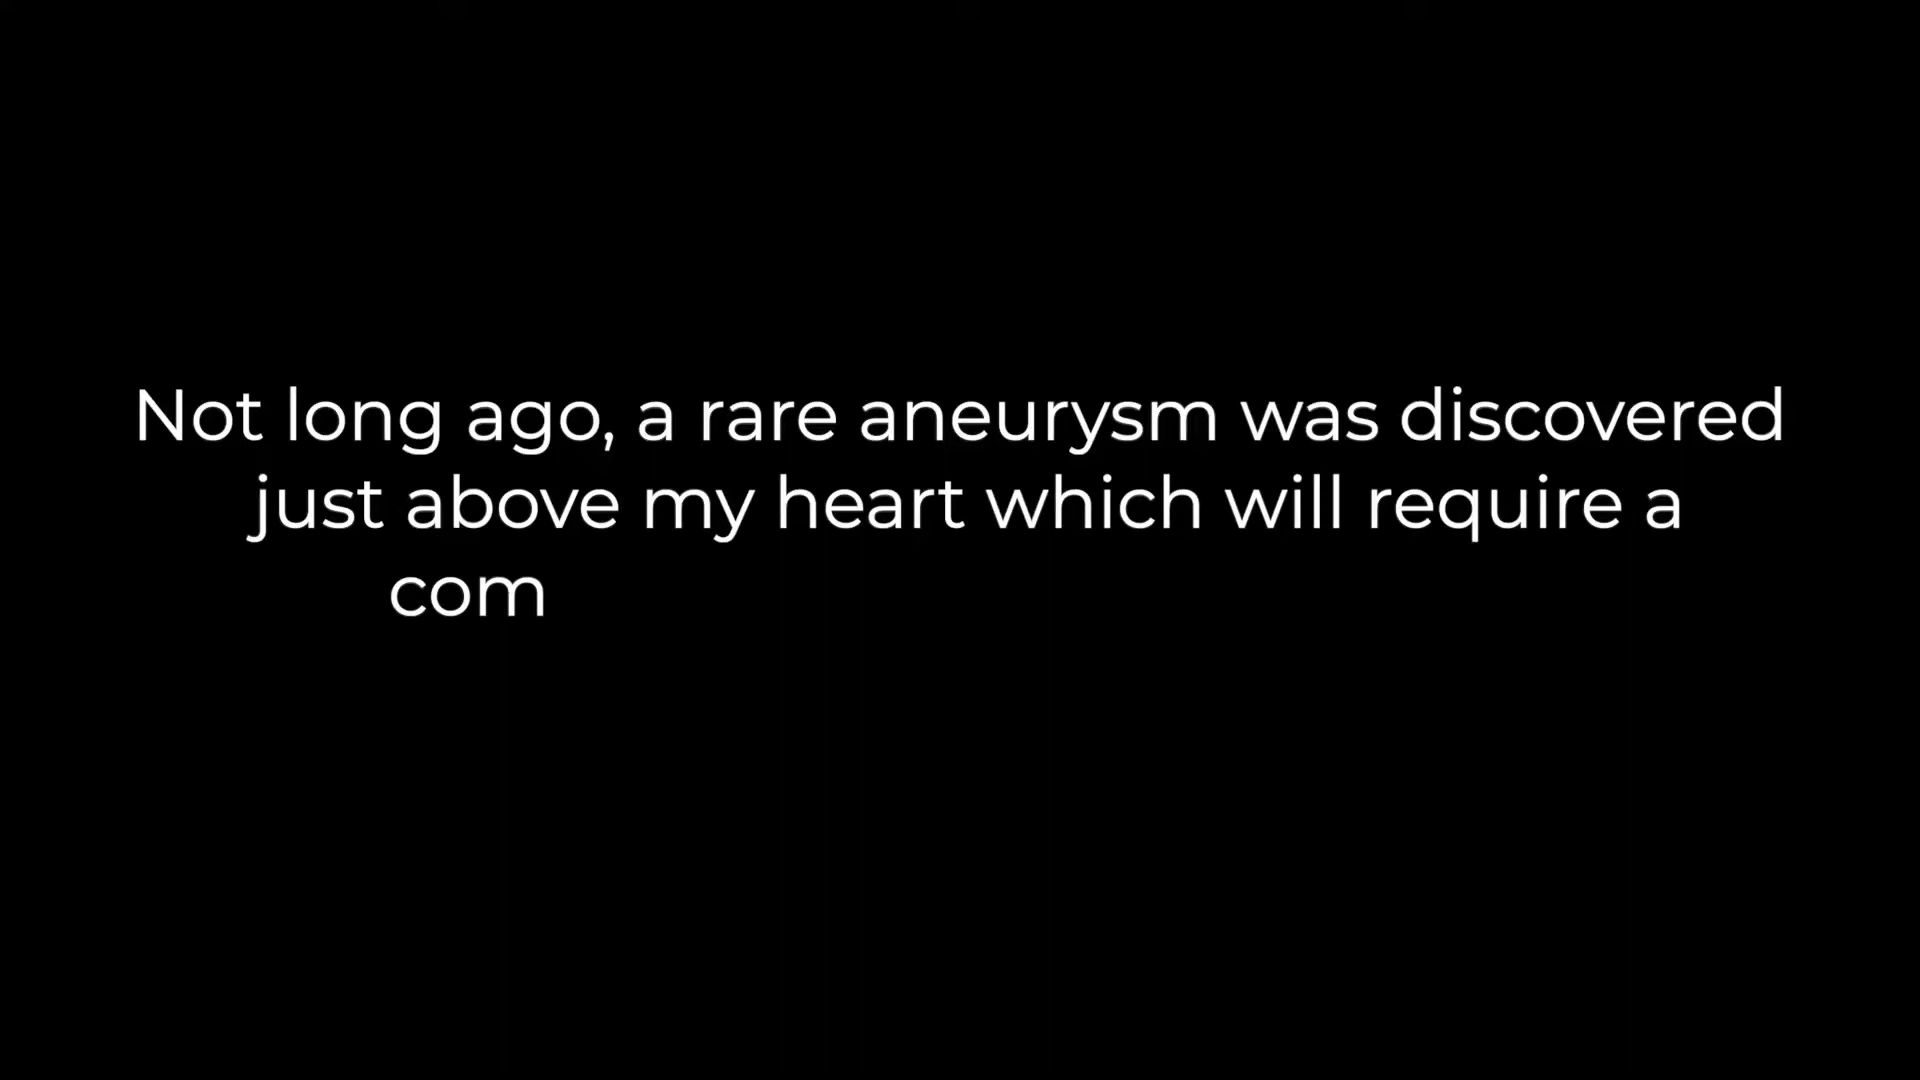 Not long ago, a rare aneurysm was discovered
just above my heart which will require a
com